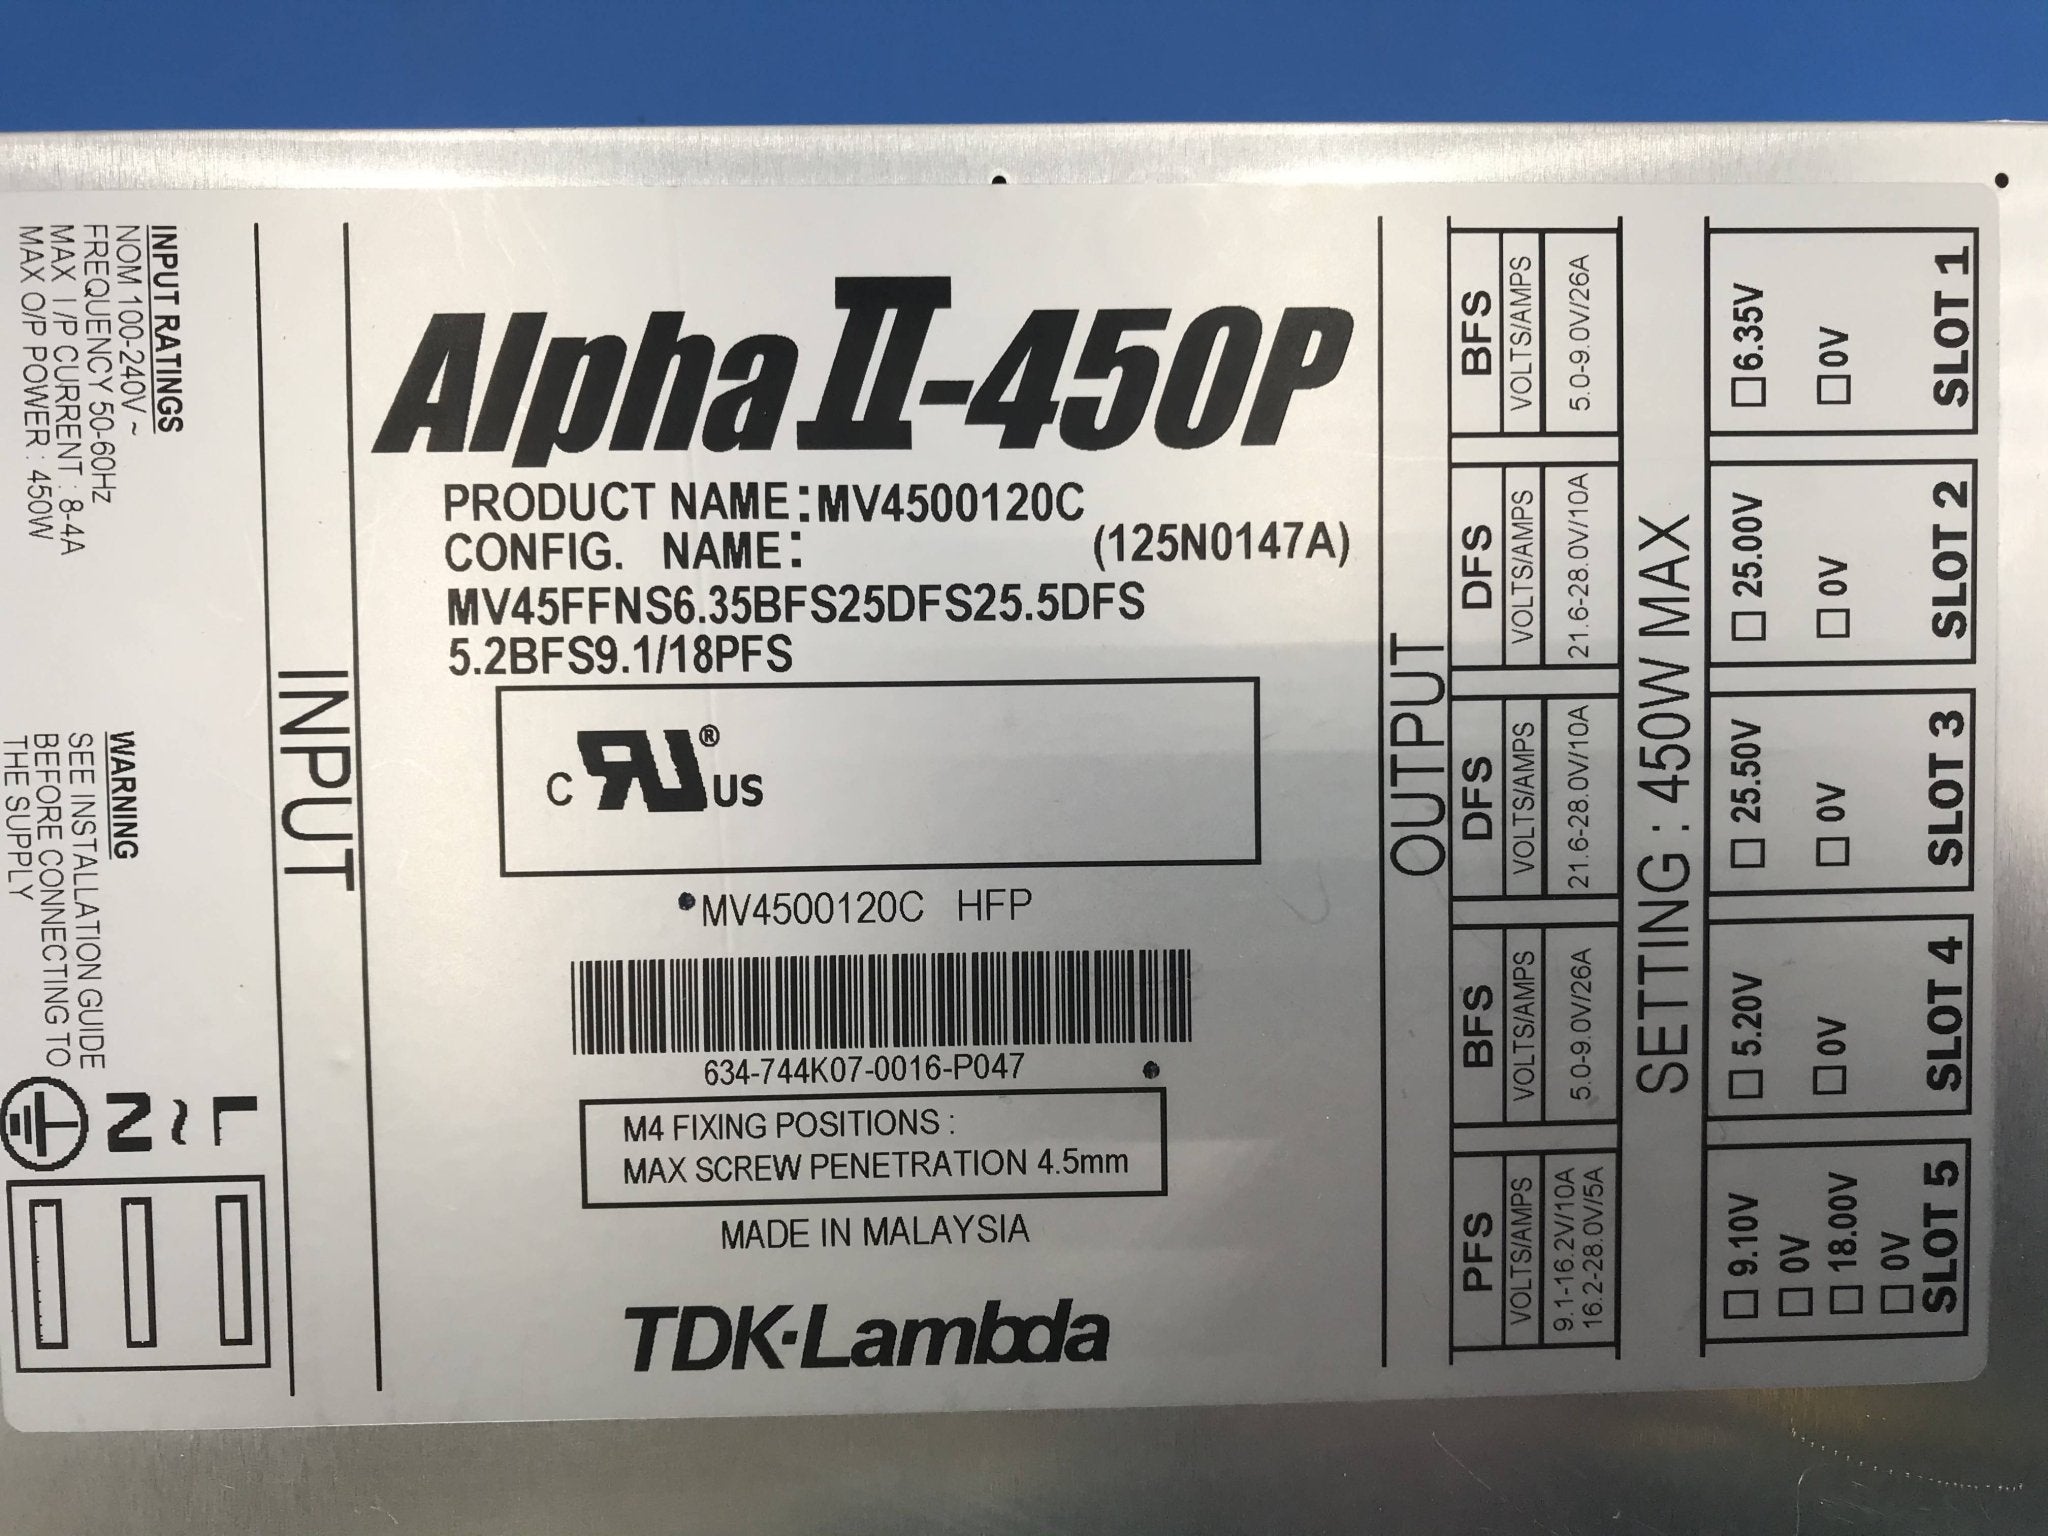 INPUT RATINGS
NOM 100-240V ~
FREQUENCY 50-60Hz
MAX I/P CURRENT : 8-4A
MAX O/P POWER : 450W
WARNING
SEE INSTALLATION GUIDE
BEFORE CONNECTING TO
THE SUPPLY
L
~
N
INPUT
Alpha II-450P
PRODUCT NAME:MV4500120C
CONFIG. NAME: (125N0147A)
MV45FFNS6.35BFS25DFS25.5DFS
5.2BFS9.1/18PFS
c RU ® US
MV4500120C HFP
634-744K07-0016-P047
M4 FIXING POSITIONS :
MAX SCREW PENETRATION 4.5mm
MADE IN MALAYSIA
TDK·Lambda
OUTPUT
PFS
VOLTS/AMPS
9.1-16.2V/10A
16.2-28.0V/5A
BFS
VOLTS/AMPS
5.0-9.0V/26A
DFS
VOLTS/AMPS
21.6-28.0V/10A
DFS
VOLTS/AMPS
21.6-28.0V/10A
BFS
VOLTS/AMPS
5.0-9.0V/26A
SETTING : 450W MAX
□ 9.10V
□ 0V
□ 18.00V
□ 0V
SLOT 5
□ 5.20V
□ 0V
SLOT 4
□ 25.50V
□ 0V
SLOT 3
□ 25.00V
□ 0V
SLOT 2
□ 6.35V
□ 0V
SLOT 1